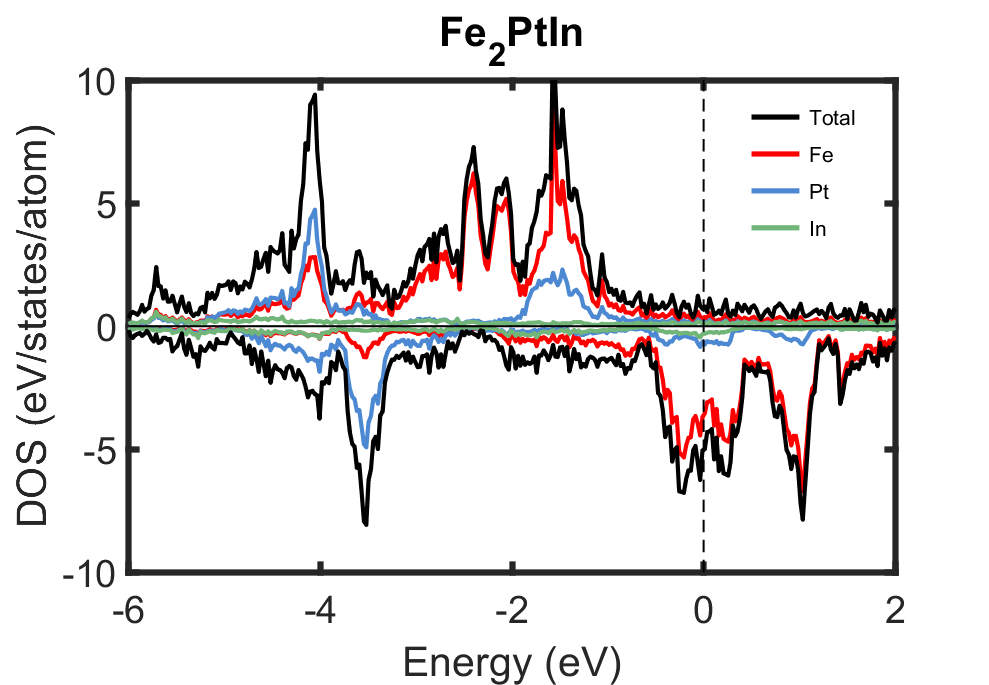 Fe₂PtIn
DOS (eV/states/atom)
10
5
0
-5
-10
Total
Fe
Pt
In
-6 -4 -2 0 2
Energy (eV)